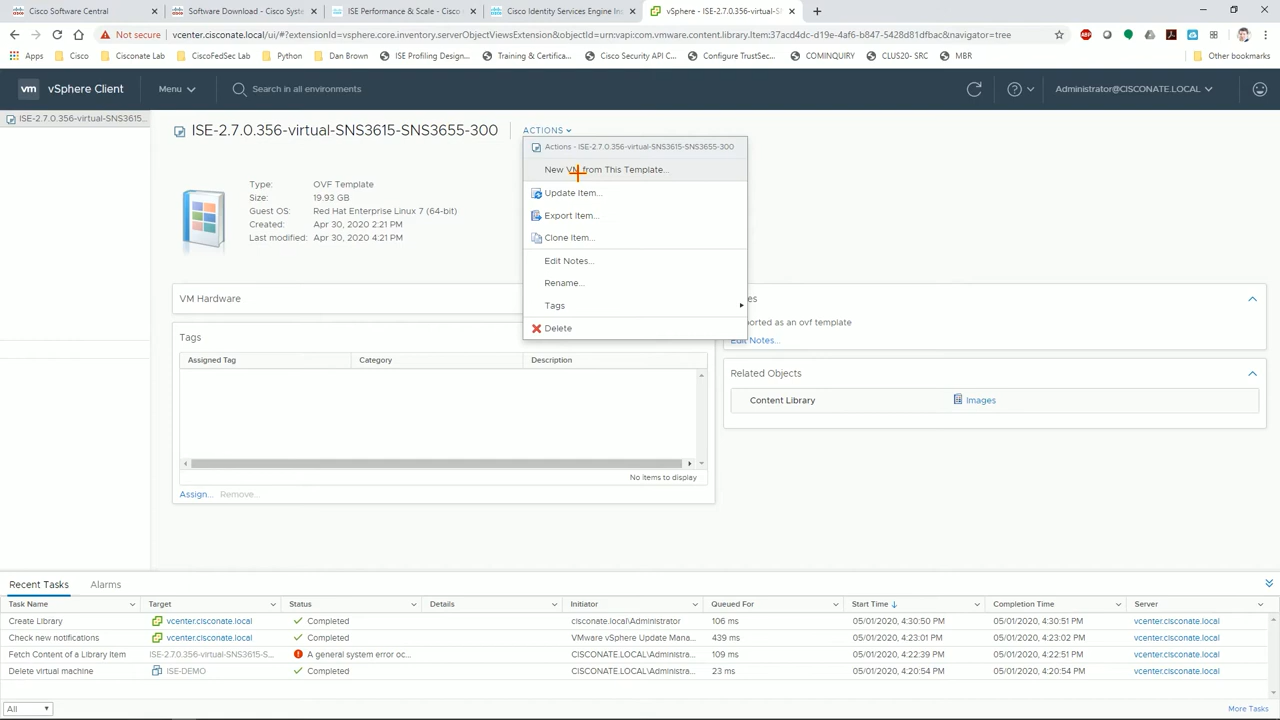 Cisco Software Central
Software Download - Cisco Syste
ISE Performance & Scale - Cisco
Cisco Identity Services Engine In
vSphere - ISE-2.7.0.356-virtual-SN
Not secure
vcenter.cisconate.local/ui/#?extensionId=vsphere.core.inventory.serverObjectViewsExtension&objectId=urn:vapi:com.vmware.content.library.Item:37acd4dc-d19e-4af6-b847-5428d81dfbac&navigator=tree
Apps
Cisco
Cisconate Lab
CiscoFedSec Lab
Python
Dan Brown
ISE Profiling Design...
Training & Certificat...
Cisco Security API C...
Configure TrustSec...
COMINQUIRY
CLUS20- SRC
MBR
Other bookmarks
vm vSphere Client
Menu
Search in all environments
Administrator@CISCONATE.LOCAL
ISE-2.7.0.356-virtual-SNS3615...
ISE-2.7.0.356-virtual-SNS3615-SNS3655-300
ACTIONS
Actions - ISE-2.7.0.356-virtual-SNS3615-SNS3655-300
New VM from This Template...
Update Item...
Export Item...
Clone Item...
Edit Notes...
Rename...
Tags
Delete
Type: OVF Template
Size: 19.93 GB
Guest OS: Red Hat Enterprise Linux 7 (64-bit)
Created: Apr 30, 2020 2:21 PM
Last modified: Apr 30, 2020 4:21 PM
VM Hardware
Tags
Assigned Tag Category Description
No items to display
Assign... Remove...
es
ported as an ovf template
Edit Notes...
Related Objects
Content Library Images
Recent Tasks Alarms
Task Name Target Status Details Initiator Queued For Start Time Completion Time Server
Create Library vcenter.cisconate.local Completed cisconate.local\Administrator 106 ms 05/01/2020, 4:30:50 PM 05/01/2020, 4:30:51 PM vcenter.cisconate.local
Check new notifications vcenter.cisconate.local Completed VMware vSphere Update Mana... 439 ms 05/01/2020, 4:23:01 PM 05/01/2020, 4:23:02 PM vcenter.cisconate.local
Fetch Content of a Library Item ISE-2.7.0.356-virtual-SNS3615-S... A general system error oc... CISCONATE.LOCAL\Administra... 109 ms 05/01/2020, 4:22:39 PM 05/01/2020, 4:22:51 PM vcenter.cisconate.local
Delete virtual machine ISE-DEMO Completed CISCONATE.LOCAL\Administra... 23 ms 05/01/2020, 4:20:54 PM 05/01/2020, 4:20:54 PM vcenter.cisconate.local
All
More Tasks